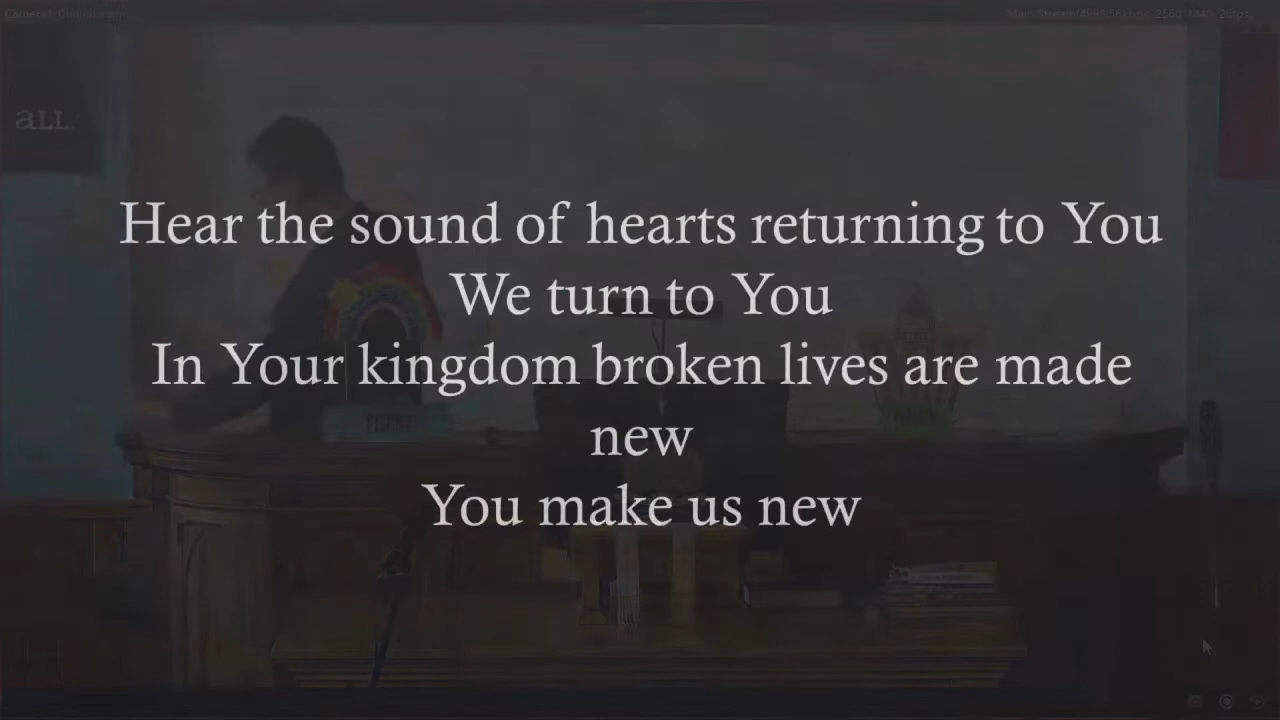 aLL
Hear the sound of hearts returning to You
We turn to You
In Your kingdom broken lives are made
new
You make us new